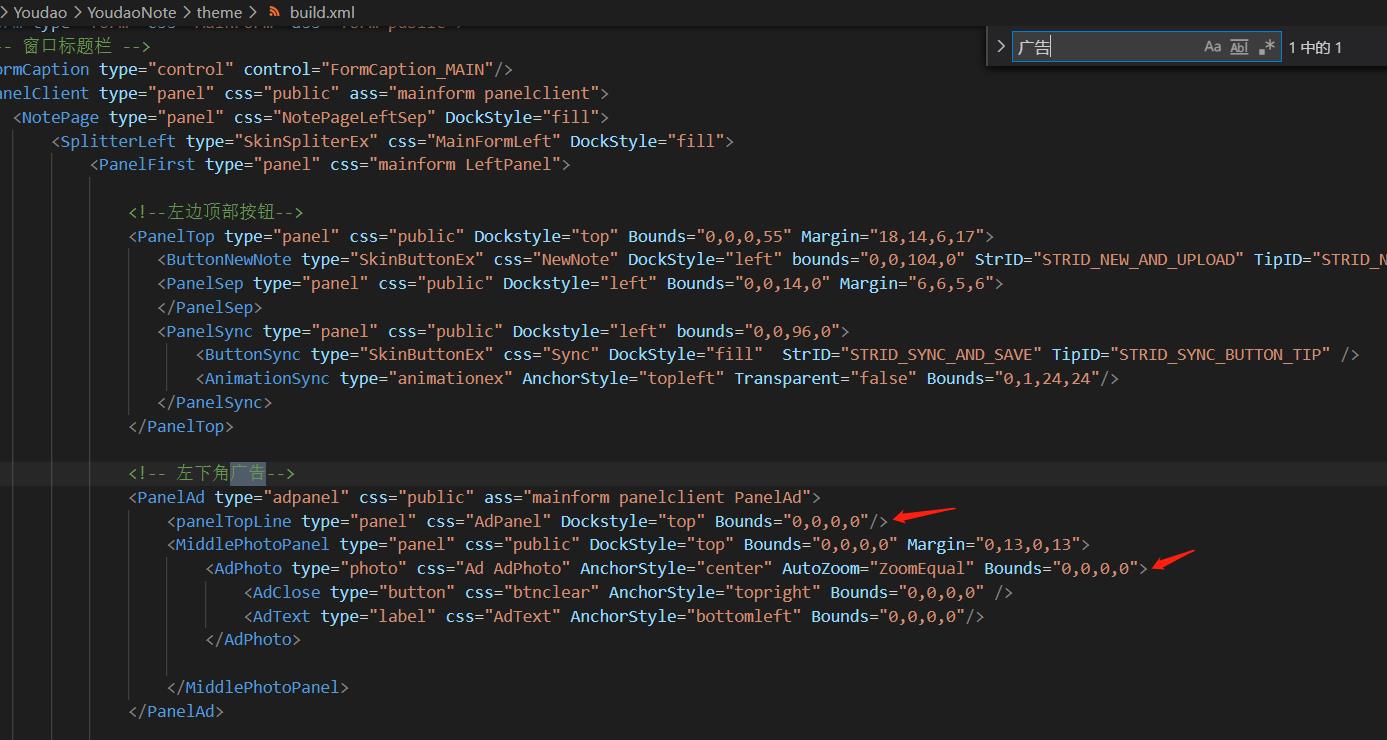 Youdao > YoudaoNote > theme > build.xml
广告 Aa Abl .* 1 中的 1
-- 窗口标题栏 -->
ormCaption type="control" control="FormCaption_MAIN"/>
anelClient type="panel" css="public" ass="mainform panelclient">
<NotePage type="panel" css="NotePageLeftSep" DockStyle="fill">
<SplitterLeft type="SkinSpliterEx" css="MainFormLeft" DockStyle="fill">
<PanelFirst type="panel" css="mainform LeftPanel">
<!--左边顶部按钮-->
<PanelTop type="panel" css="public" Dockstyle="top" Bounds="0,0,0,55" Margin="18,14,6,17">
<ButtonNewNote type="SkinButtonEx" css="NewNote" DockStyle="left" bounds="0,0,104,0" StrID="STRID_NEW_AND_UPLOAD" TipID="STRID_N
<PanelSep type="panel" css="public" Dockstyle="left" Bounds="0,0,14,0" Margin="6,6,5,6">
</PanelSep>
<PanelSync type="panel" css="public" Dockstyle="left" bounds="0,0,96,0">
<ButtonSync type="SkinButtonEx" css="Sync" DockStyle="fill"  StrID="STRID_SYNC_AND_SAVE" TipID="STRID_SYNC_BUTTON_TIP" />
<AnimationSync type="animationex" AnchorStyle="topleft" Transparent="false" Bounds="0,1,24,24"/>
</PanelSync>
</PanelTop>
<!-- 左下角广告-->
<PanelAd type="adpanel" css="public" ass="mainform panelclient PanelAd">
<panelTopLine type="panel" css="AdPanel" Dockstyle="top" Bounds="0,0,0,0"/>
<MiddlePhotoPanel type="panel" css="public" DockStyle="top" Bounds="0,0,0,0" Margin="0,13,0,13">
<AdPhoto type="photo" css="Ad AdPhoto" AnchorStyle="center" AutoZoom="ZoomEqual" Bounds="0,0,0,0">
<AdClose type="button" css="btnclear" AnchorStyle="topright" Bounds="0,0,0,0" />
<AdText type="label" css="AdText" AnchorStyle="bottomleft" Bounds="0,0,0,0"/>
</AdPhoto>
</MiddlePhotoPanel>
</PanelAd>